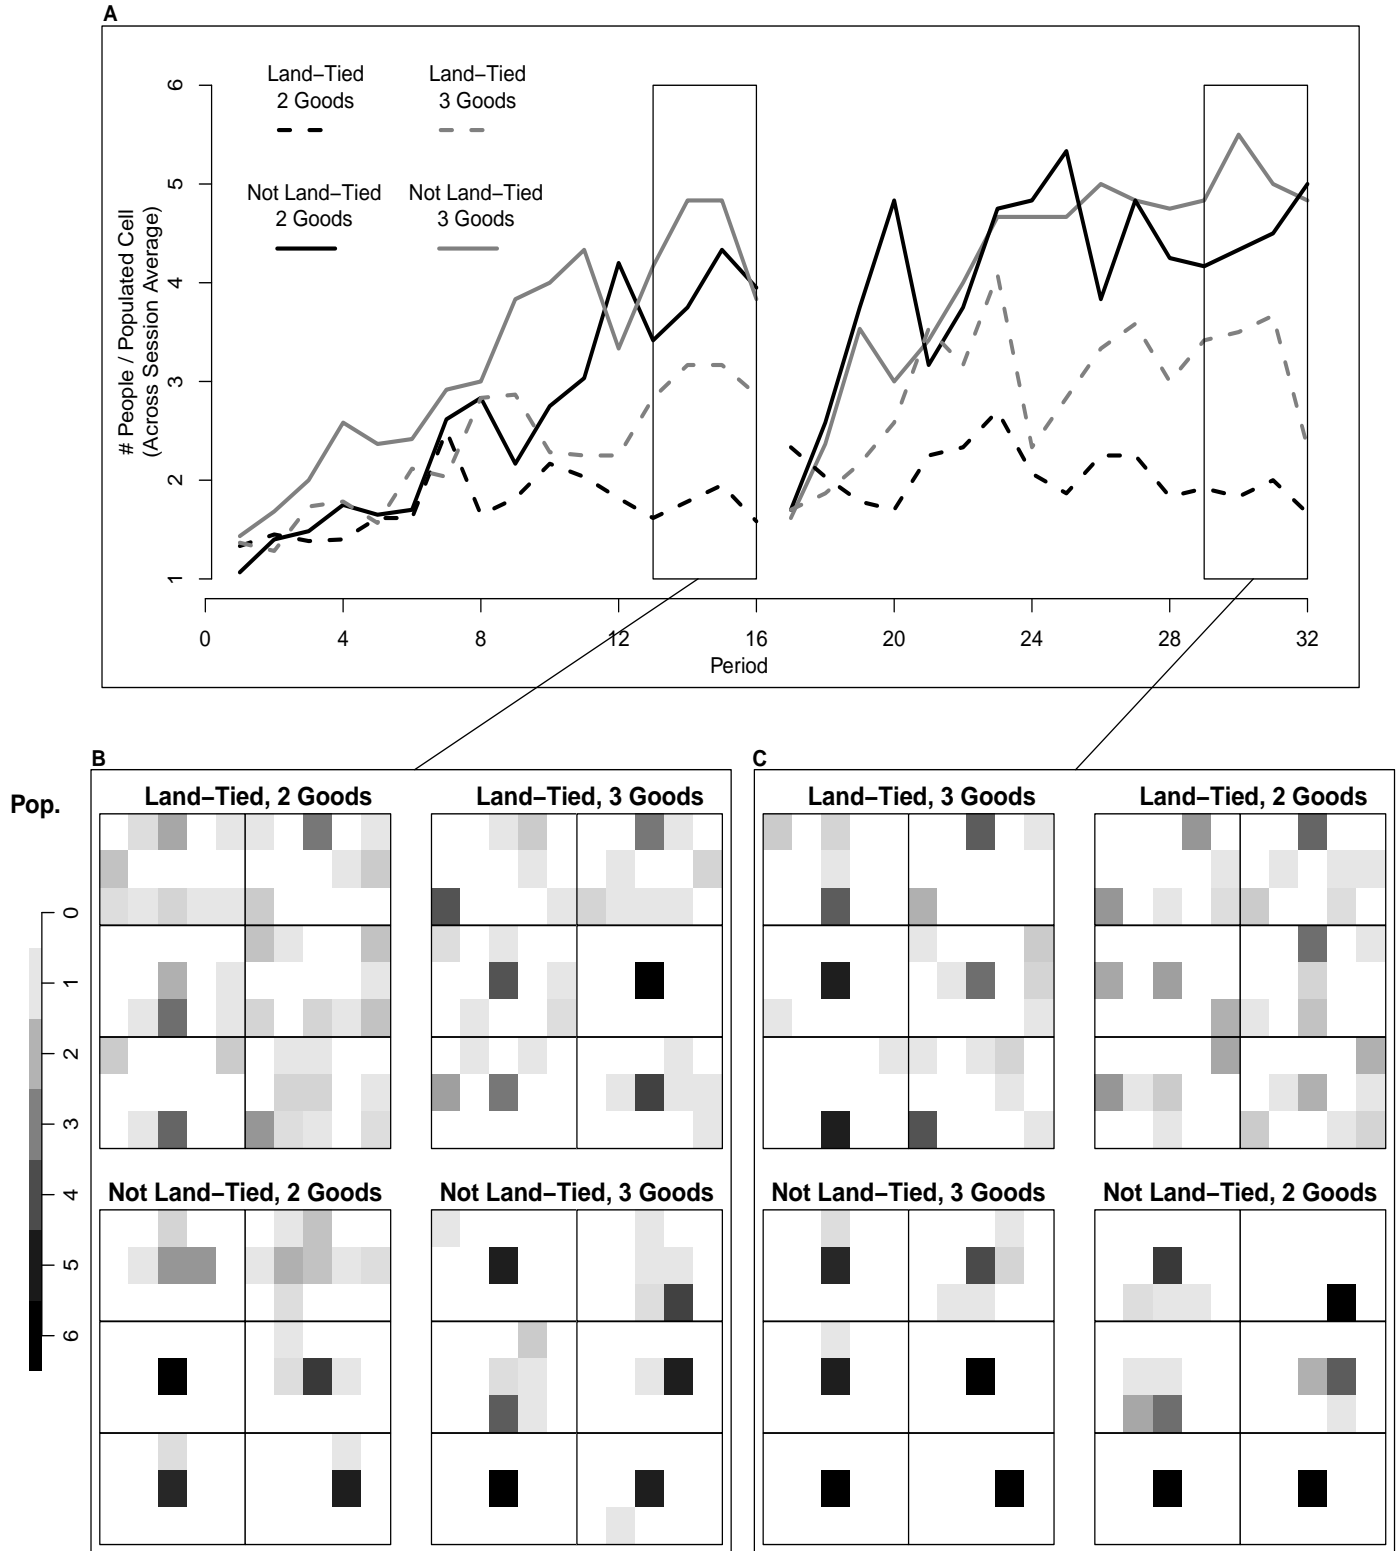 A
Land−Tied
2 Goods
Land−Tied
3 Goods
Not Land−Tied
2 Goods
Not Land−Tied
3 Goods
# People / Populated Cell
(Across Session Average)
6
5
4
3
2
1
0 4 8 12 16 20 24 28 32
Period
B
C
Pop.
0
1
2
3
4
5
6
Land−Tied, 2 Goods
Land−Tied, 3 Goods
Land−Tied, 3 Goods
Land−Tied, 2 Goods
Not Land−Tied, 2 Goods
Not Land−Tied, 3 Goods
Not Land−Tied, 3 Goods
Not Land−Tied, 2 Goods